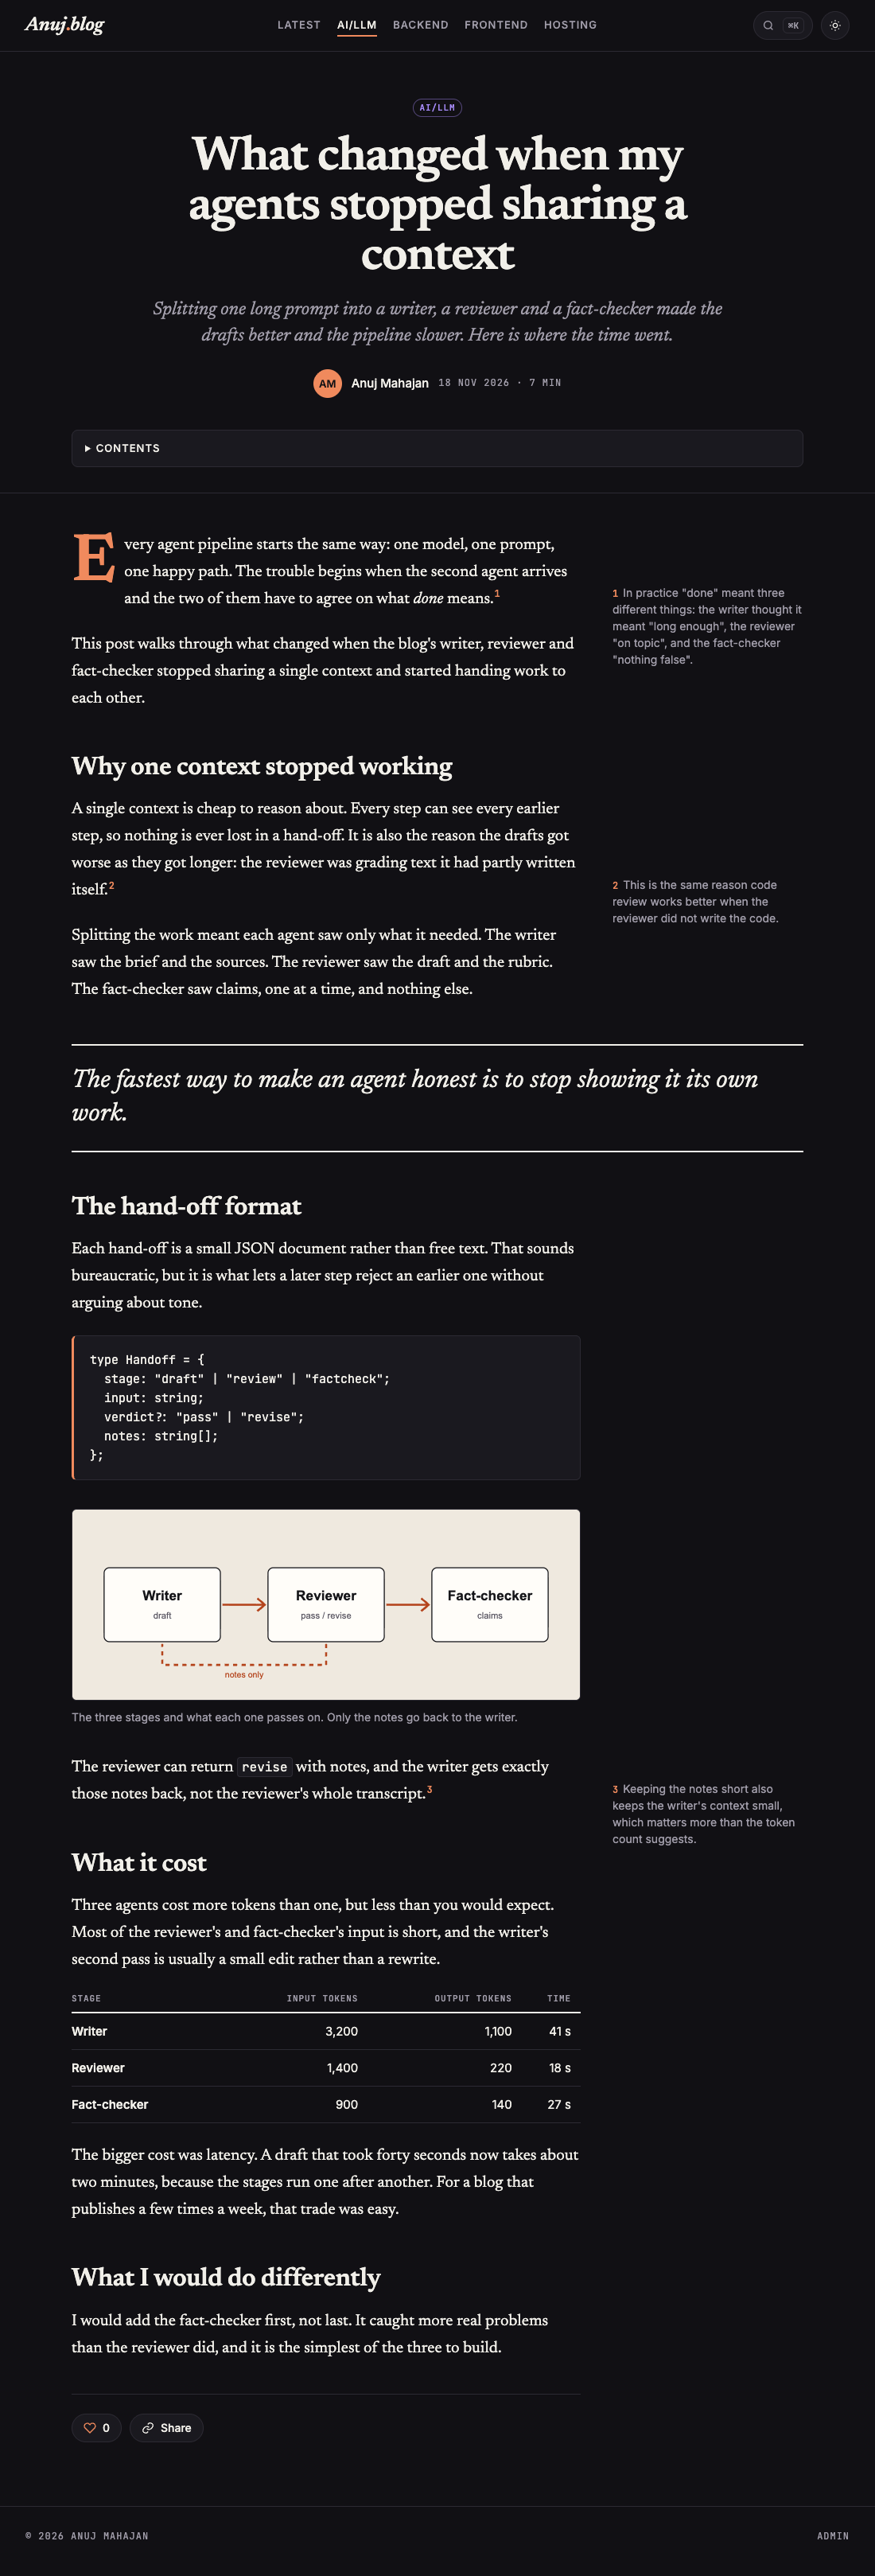 Anuj.blog
LATEST AI/LLM BACKEND FRONTEND HOSTING
⌘K
AI/LLM
What changed when my
agents stopped sharing a
context
Splitting one long prompt into a writer, a reviewer and a fact-checker made the
drafts better and the pipeline slower. Here is where the time went.
AM Anuj Mahajan 18 NOV 2026 · 7 MIN
▶ CONTENTS
Every agent pipeline starts the same way: one model, one prompt,
one happy path. The trouble begins when the second agent arrives
and the two of them have to agree on what done means.1
1 In practice "done" meant three
different things: the writer thought it
meant "long enough", the reviewer
"on topic", and the fact-checker
"nothing false".
This post walks through what changed when the blog's writer, reviewer and
fact-checker stopped sharing a single context and started handing work to
each other.
Why one context stopped working
A single context is cheap to reason about. Every step can see every earlier
step, so nothing is ever lost in a hand-off. It is also the reason the drafts got
worse as they got longer: the reviewer was grading text it had partly written
itself.2
2 This is the same reason code
review works better when the
reviewer did not write the code.
Splitting the work meant each agent saw only what it needed. The writer
saw the brief and the sources. The reviewer saw the draft and the rubric.
The fact-checker saw claims, one at a time, and nothing else.
The fastest way to make an agent honest is to stop showing it its own
work.
The hand-off format
Each hand-off is a small JSON document rather than free text. That sounds
bureaucratic, but it is what lets a later step reject an earlier one without
arguing about tone.
type Handoff = {
  stage: "draft" | "review" | "factcheck";
  input: string;
  verdict?: "pass" | "revise";
  notes: string[];
};
Writer Reviewer Fact-checker
draft pass / revise claims
notes only
The three stages and what each one passes on. Only the notes go back to the writer.
The reviewer can return revise with notes, and the writer gets exactly
those notes back, not the reviewer's whole transcript.3
3 Keeping the notes short also
keeps the writer's context small,
which matters more than the token
count suggests.
What it cost
Three agents cost more tokens than one, but less than you would expect.
Most of the reviewer's and fact-checker's input is short, and the writer's
second pass is usually a small edit rather than a rewrite.
STAGE INPUT TOKENS OUTPUT TOKENS TIME
Writer 3,200 1,100 41 s
Reviewer 1,400 220 18 s
Fact-checker 900 140 27 s
The bigger cost was latency. A draft that took forty seconds now takes about
two minutes, because the stages run one after another. For a blog that
publishes a few times a week, that trade was easy.
What I would do differently
I would add the fact-checker first, not last. It caught more real problems
than the reviewer did, and it is the simplest of the three to build.
0 Share
© 2026 ANUJ MAHAJAN ADMIN